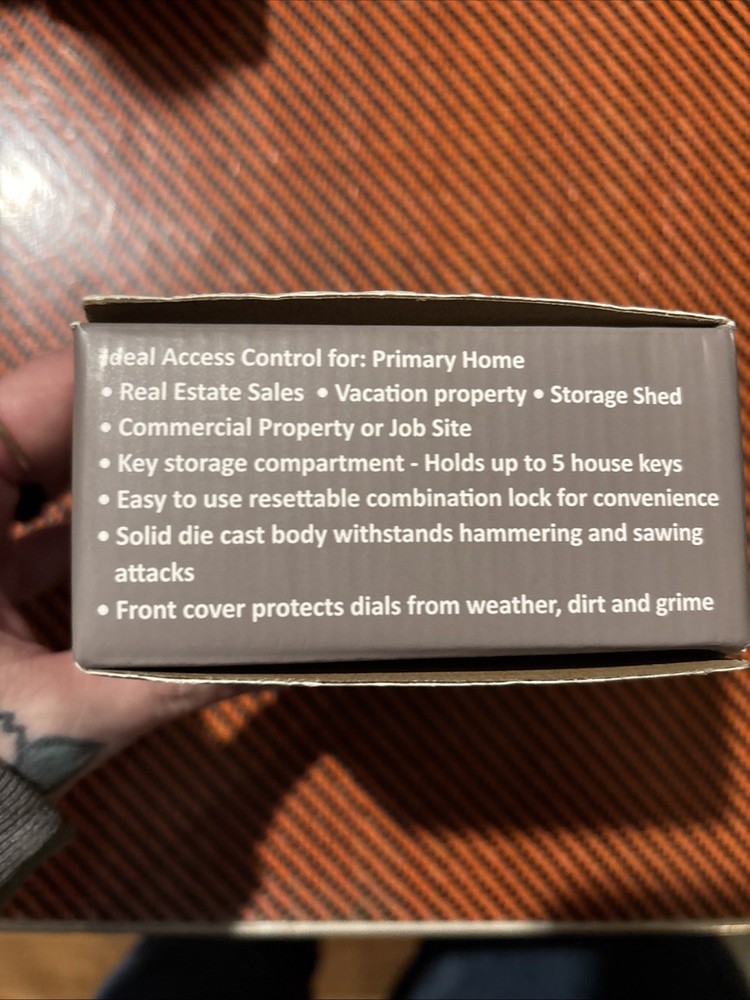 Ideal Access Control for: Primary Home
• Real Estate Sales • Vacation property • Storage Shed
• Commercial Property or Job Site
• Key storage compartment - Holds up to 5 house keys
• Easy to use resettable combination lock for convenience
• Solid die cast body withstands hammering and sawing
attacks
• Front cover protects dials from weather, dirt and grime